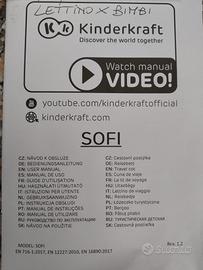 LETTINO X BIMBI
Kk Kinderkraft
Discover the world together
Watch manual
VIDEO!
youtube.com/kinderkraftofficial
kinderkraft.com
SOFI
CZ: NÁVOD K OBSLUZE
DE: BEDIENUNGSANLEITUNG
EN: USER MANUAL
ES: MANUAL DE USO
FR: GUIDE D'UTILISATION
HU: HASZNÁLATI ÚTMUTATÓ
IT: ISTRUZIONI PER L'UTENTE
NL: GEBRUIKSAANWIJZING
PL: INSTRUKCJA OBSŁUGI
PT: MANUAL DE INSTRUÇÕES
RO: MANUAL DE UTILIZARE
RU: РУКОВОДСТВО ПО ЭКСПЛУАТАЦИИ
SK: NÁVOD NA POUŽITIE
CZ: Cestovní postýlka
DE: Reisebett
EN: Travel cot
ES: Cuna de viaje
FR: Le lit de voyage
HU: Utazóágy
IT: Lettino da viaggio
NL: Reisbedje
PL: Łóżeczko turystyczne
PT: Berço
RO: Pătuț pliabil
RU: ТУРИСТИЧЕСКАЯ ДЕТСКАЯ
SK: Cestovná postieľka
MODEL: SOFI
EN 716-1:2017, EN 12227:2010, EN 16890:2017
Rev. 1.2
Subito